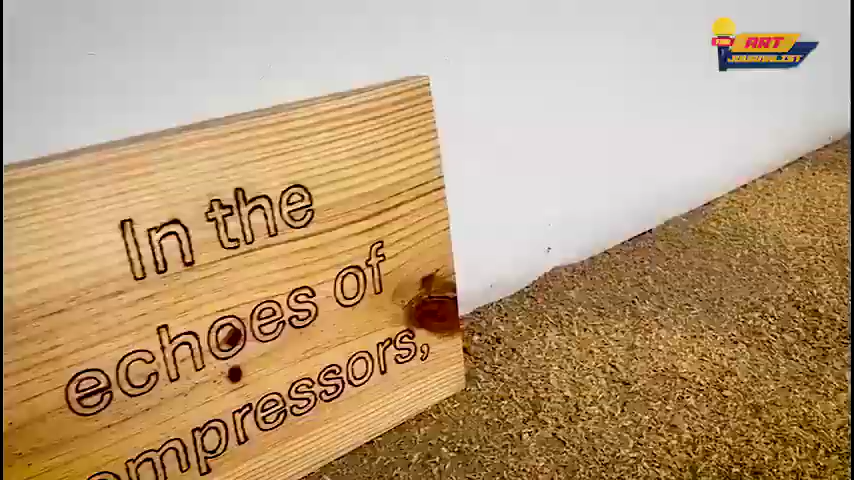 ART
JOURNALIST
In the
echoes of
ompressors,